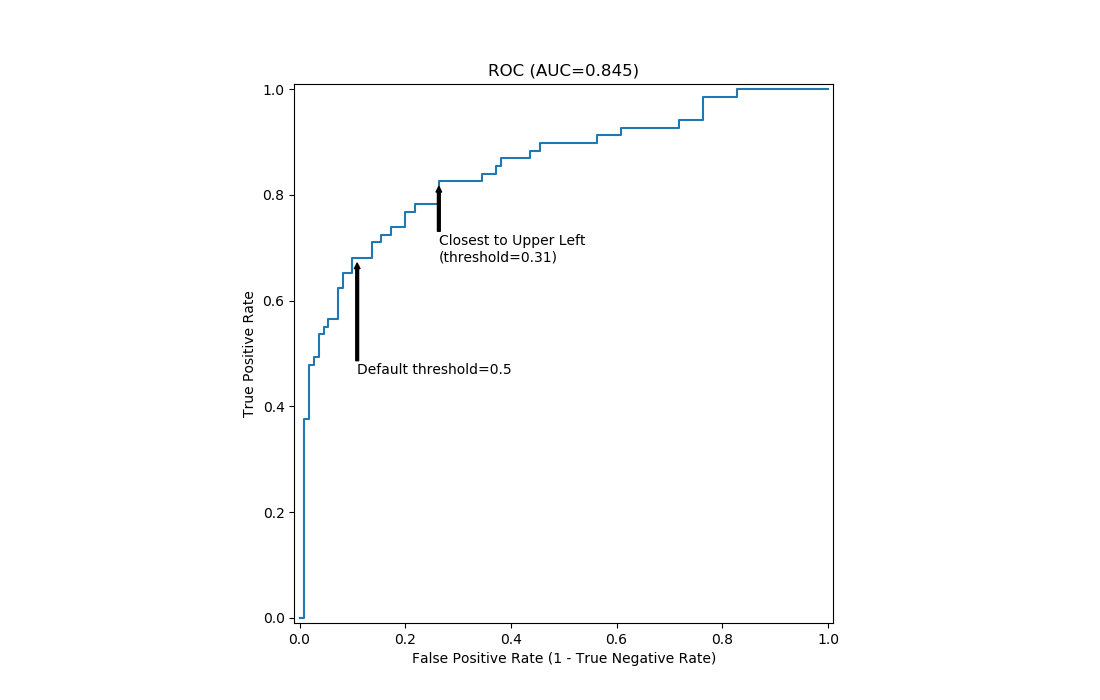 ROC (AUC=0.845)
1.0
0.8
0.6
0.4
0.2
0.0
True Positive Rate
Closest to Upper Left
(threshold=0.31)
Default threshold=0.5
0.0 0.2 0.4 0.6 0.8 1.0
False Positive Rate (1 - True Negative Rate)